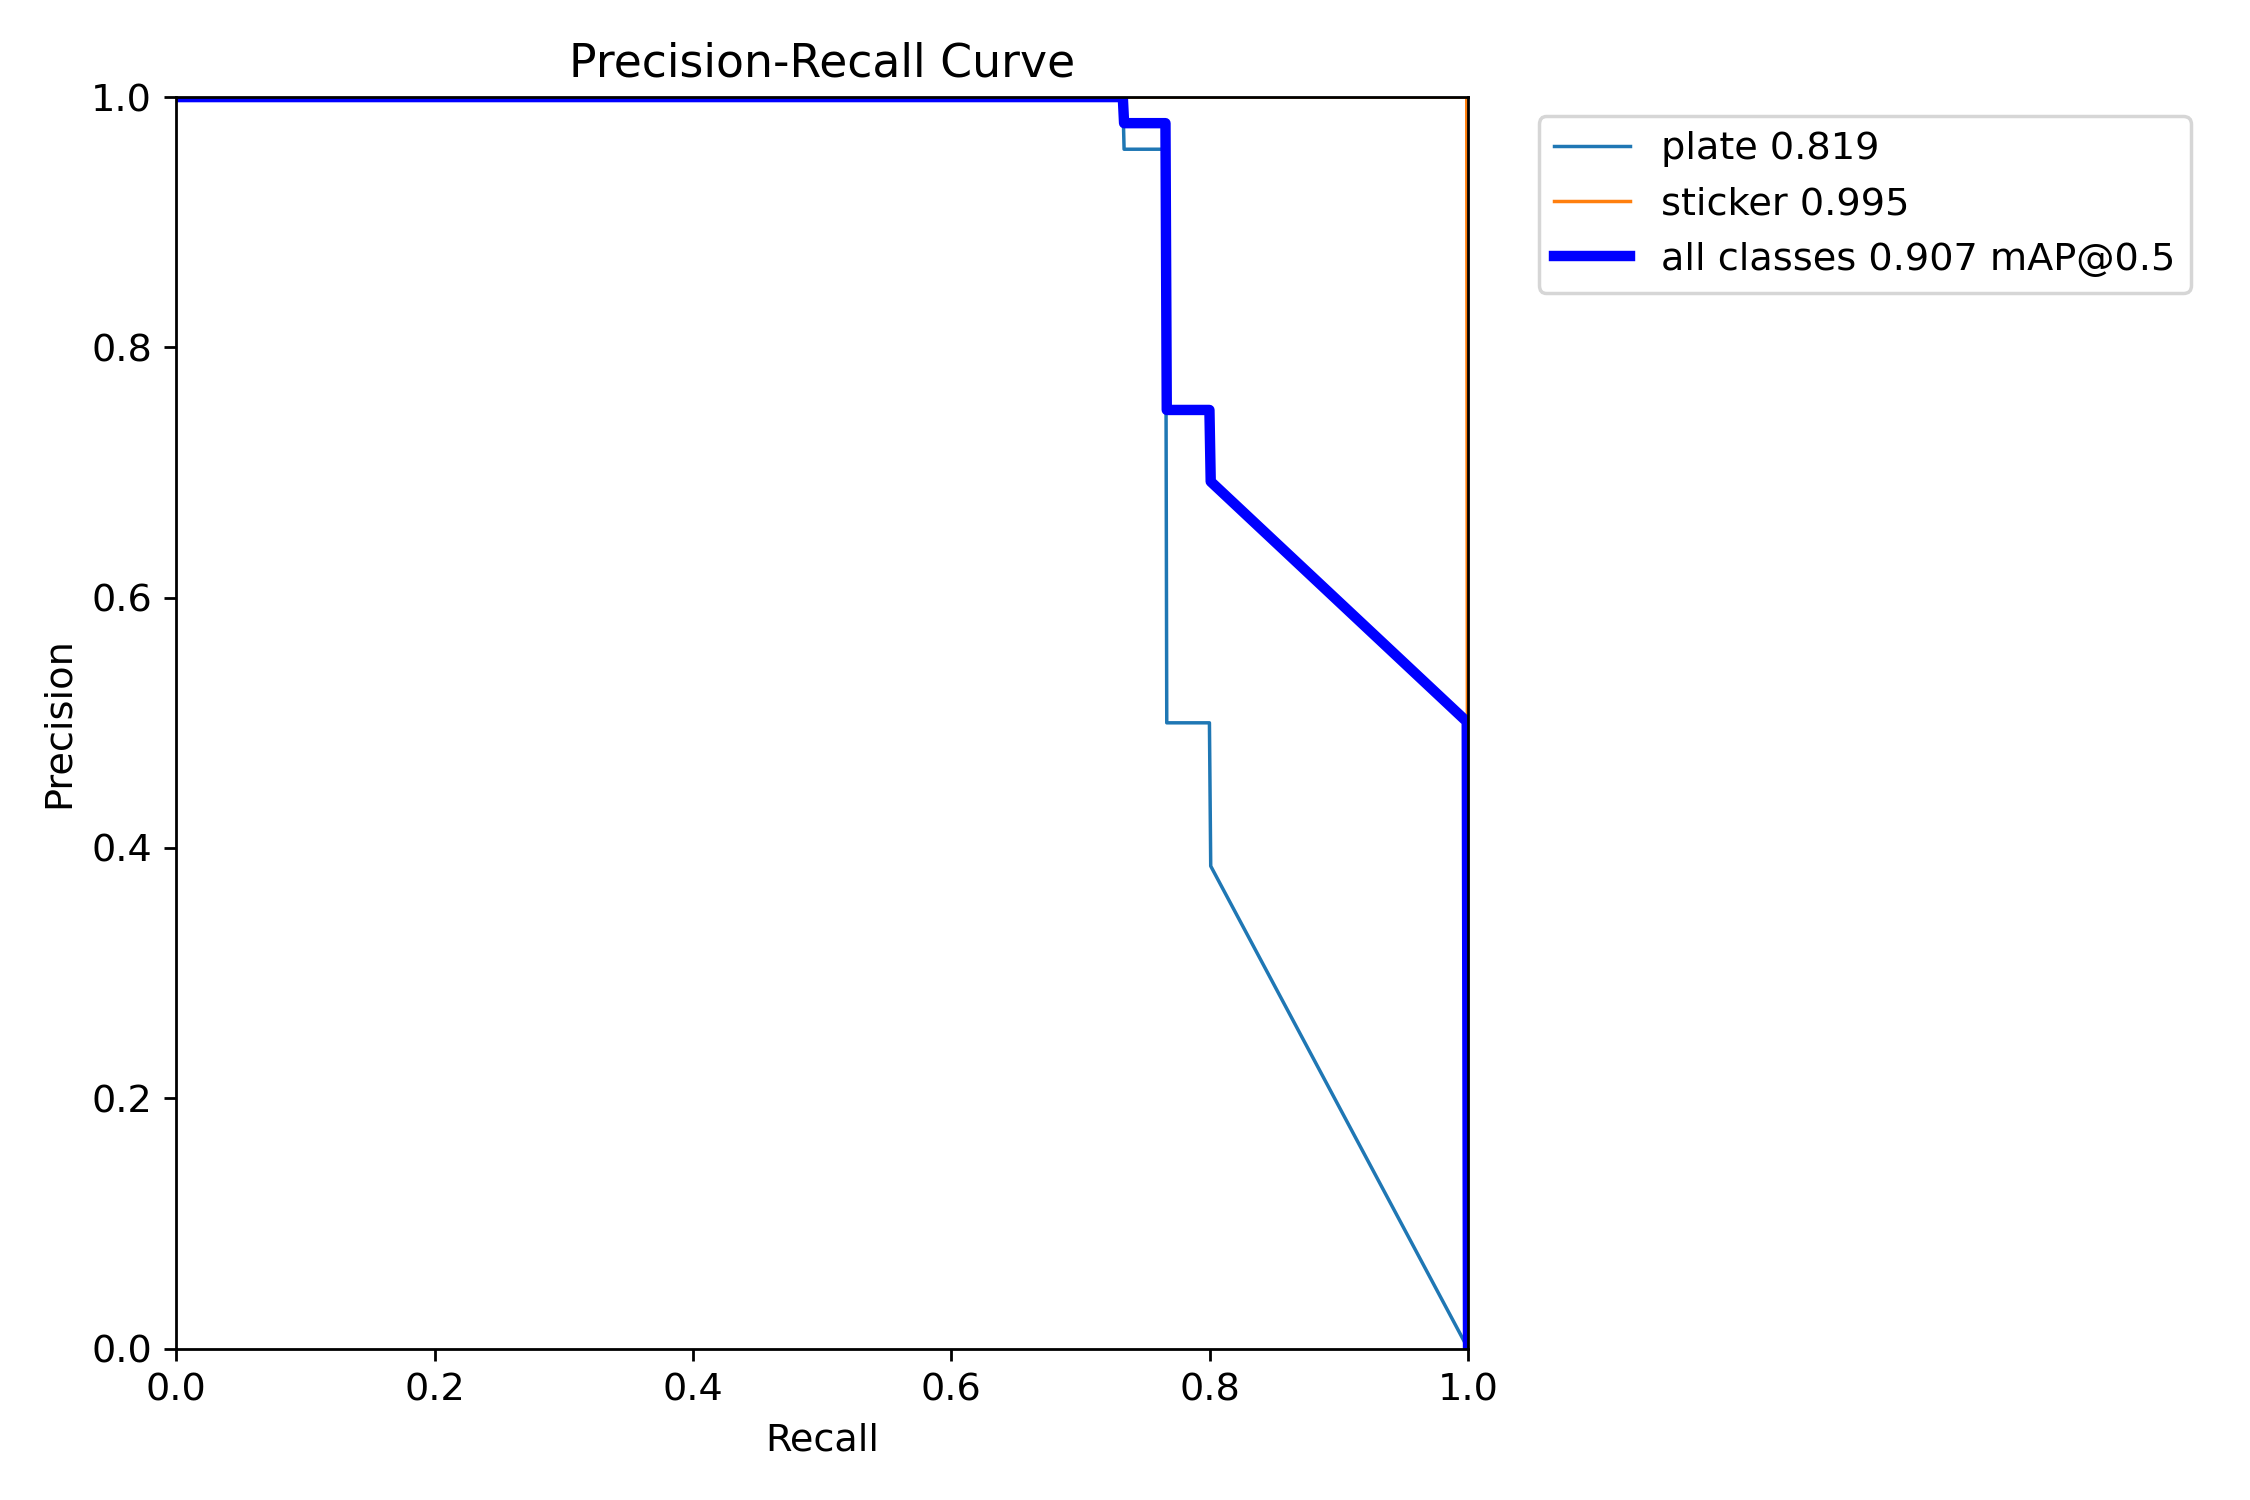 Precision-Recall Curve
plate 0.819
sticker 0.995
all classes 0.907 mAP@0.5
Precision
1.0
0.8
0.6
0.4
0.2
0.0
0.0 0.2 0.4 0.6 0.8 1.0
Recall